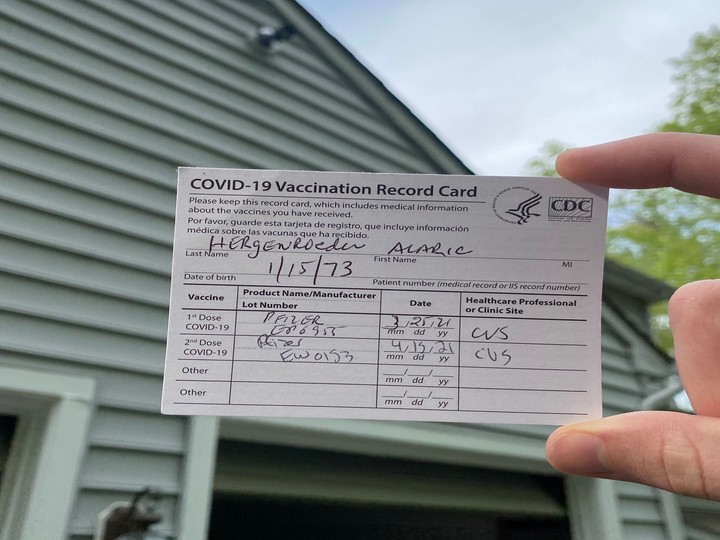 COVID-19 Vaccination Record Card
CDC
Please keep this record card, which includes medical information
about the vaccines you have received.
Por favor, guarde esta tarjeta de registro, que incluye información
médica sobre las vacunas que ha recibido.
HERgENROeder ALARIC
Last Name First Name MI
1/15/73
Date of birth Patient number (medical record or IIS record number)
Vaccine Product Name/Manufacturer Date Healthcare Professional
Lot Number or Clinic Site
1st Dose PFIZER 3,25,21 CVS
COVID-19 mm dd yy
2nd Dose Pfizer CVS
COVID-19 EW0153 mm dd yy
Other
mm dd yy
Other
mm dd yy